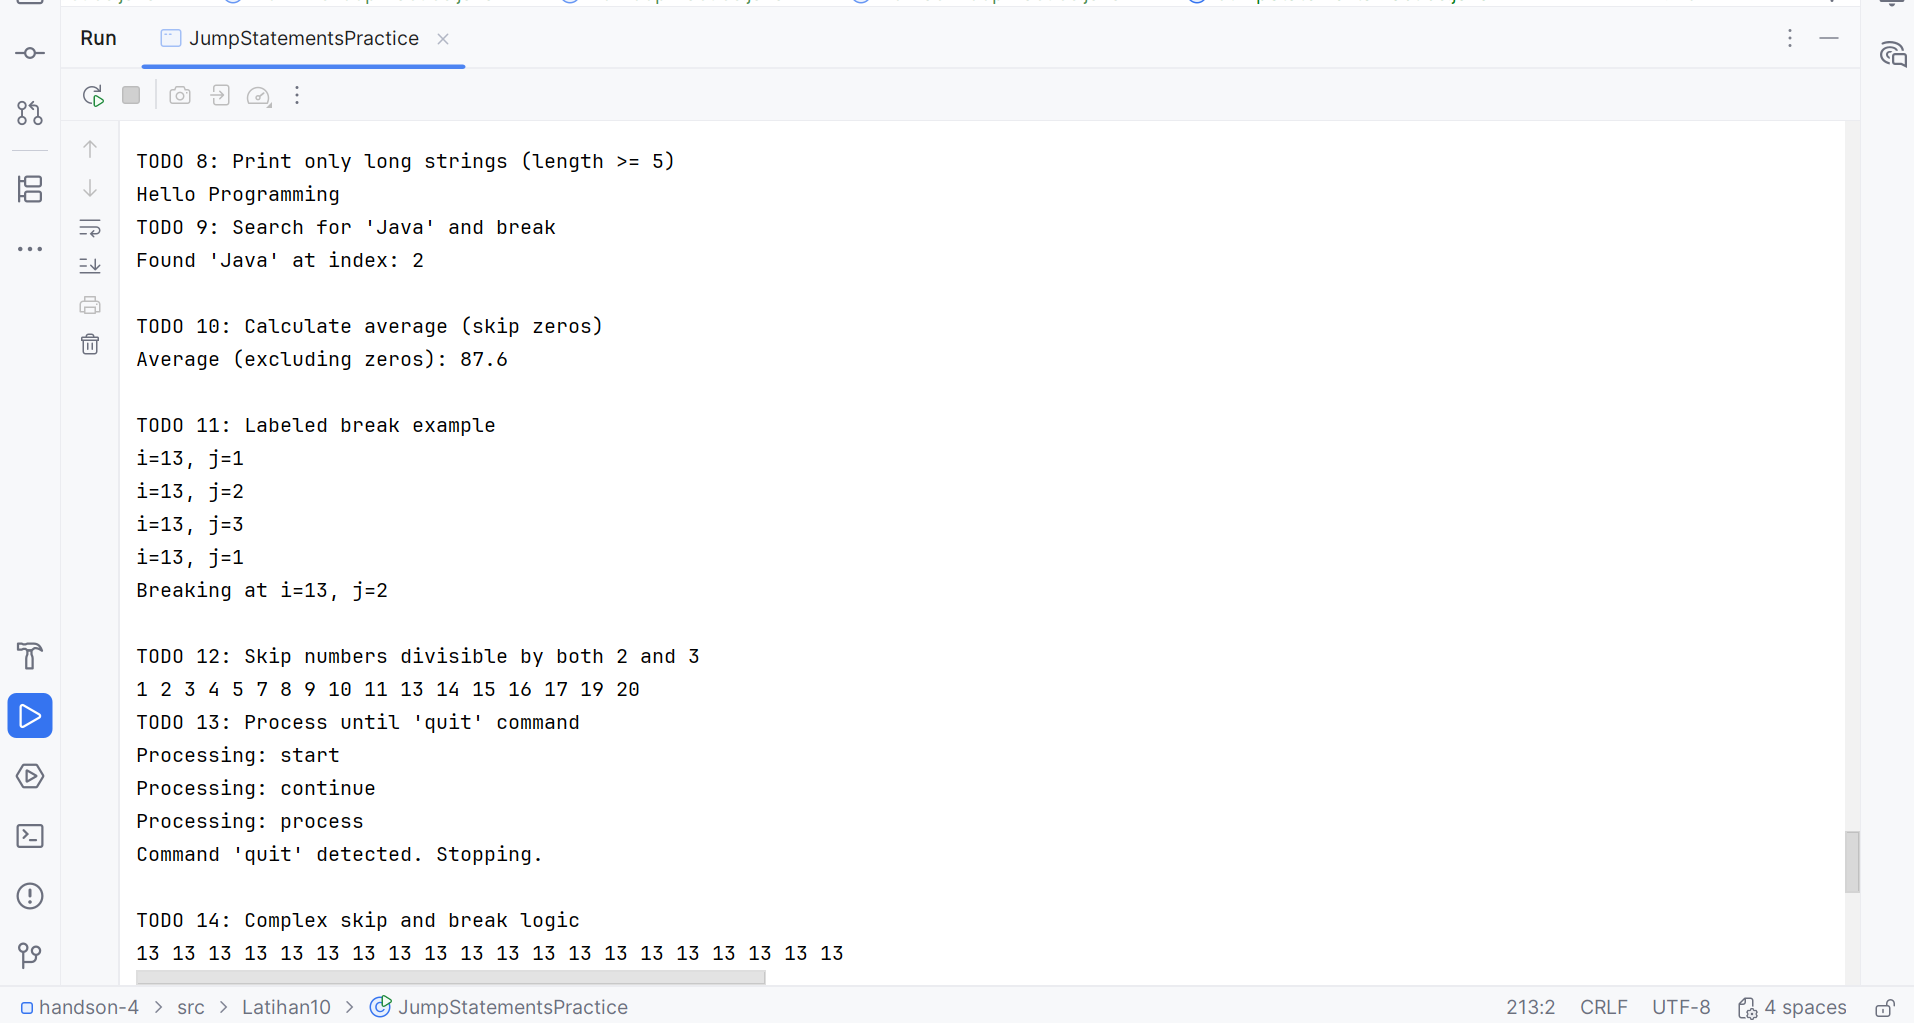 Run
JumpStatementsPractice
TODO 8: Print only long strings (length >= 5)
Hello Programming
TODO 9: Search for 'Java' and break
Found 'Java' at index: 2
TODO 10: Calculate average (skip zeros)
Average (excluding zeros): 87.6
TODO 11: Labeled break example
i=13, j=1
i=13, j=2
i=13, j=3
i=13, j=1
Breaking at i=13, j=2
TODO 12: Skip numbers divisible by both 2 and 3
1 2 3 4 5 7 8 9 10 11 13 14 15 16 17 19 20
TODO 13: Process until 'quit' command
Processing: start
Processing: continue
Processing: process
Command 'quit' detected. Stopping.
TODO 14: Complex skip and break logic
13 13 13 13 13 13 13 13 13 13 13 13 13 13 13 13 13 13 13 13
handson-4 > src > Latihan10 > JumpStatementsPractice
213:2 CRLF UTF-8 4 spaces